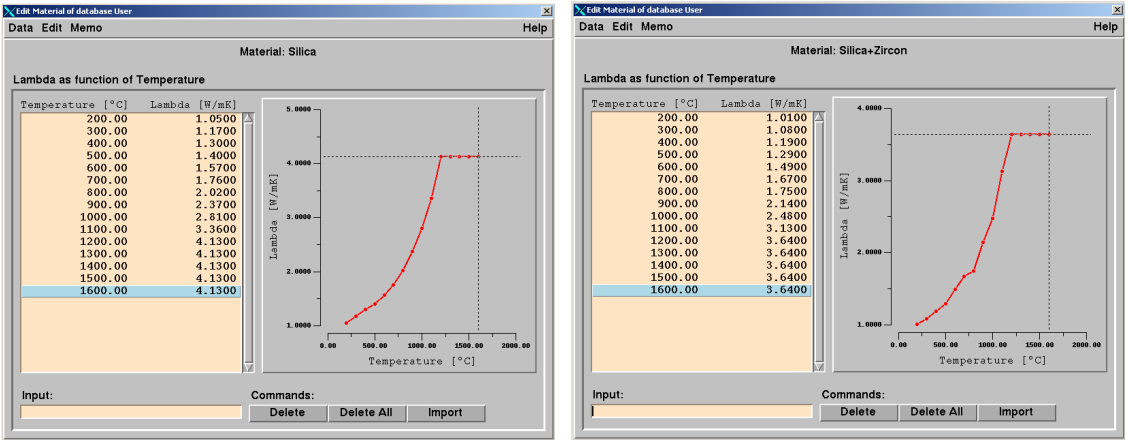 Edit Material of database User
Data Edit Memo Help
Material: Silica
Lambda as function of Temperature
Temperature [°C] Lambda [W/mK]
200.00 1.0500
300.00 1.1700
400.00 1.3000
500.00 1.4000
600.00 1.5700
700.00 1.7600
800.00 2.0200
900.00 2.3700
1000.00 2.8100
1100.00 3.3600
1200.00 4.1300
1300.00 4.1300
1400.00 4.1300
1500.00 4.1300
1600.00 4.1300
5.0000
4.0000
3.0000
2.0000
1.0000
Lambda [W/mK]
0.00 500.00 1000.00 1500.00 2000.00
Temperature [°C]
Input:
Commands:
Delete Delete All Import
Edit Material of database User
Data Edit Memo Help
Material: Silica+Zircon
Lambda as function of Temperature
Temperature [°C] Lambda [W/mK]
200.00 1.0100
300.00 1.0800
400.00 1.1900
500.00 1.2900
600.00 1.4900
700.00 1.6700
800.00 1.7500
900.00 2.1400
1000.00 2.4800
1100.00 3.1300
1200.00 3.6400
1300.00 3.6400
1400.00 3.6400
1500.00 3.6400
1600.00 3.6400
4.0000
3.0000
2.0000
1.0000
Lambda [W/mK]
0.00 500.00 1000.00 1500.00 2000.00
Temperature [°C]
Input:
Commands:
Delete Delete All Import